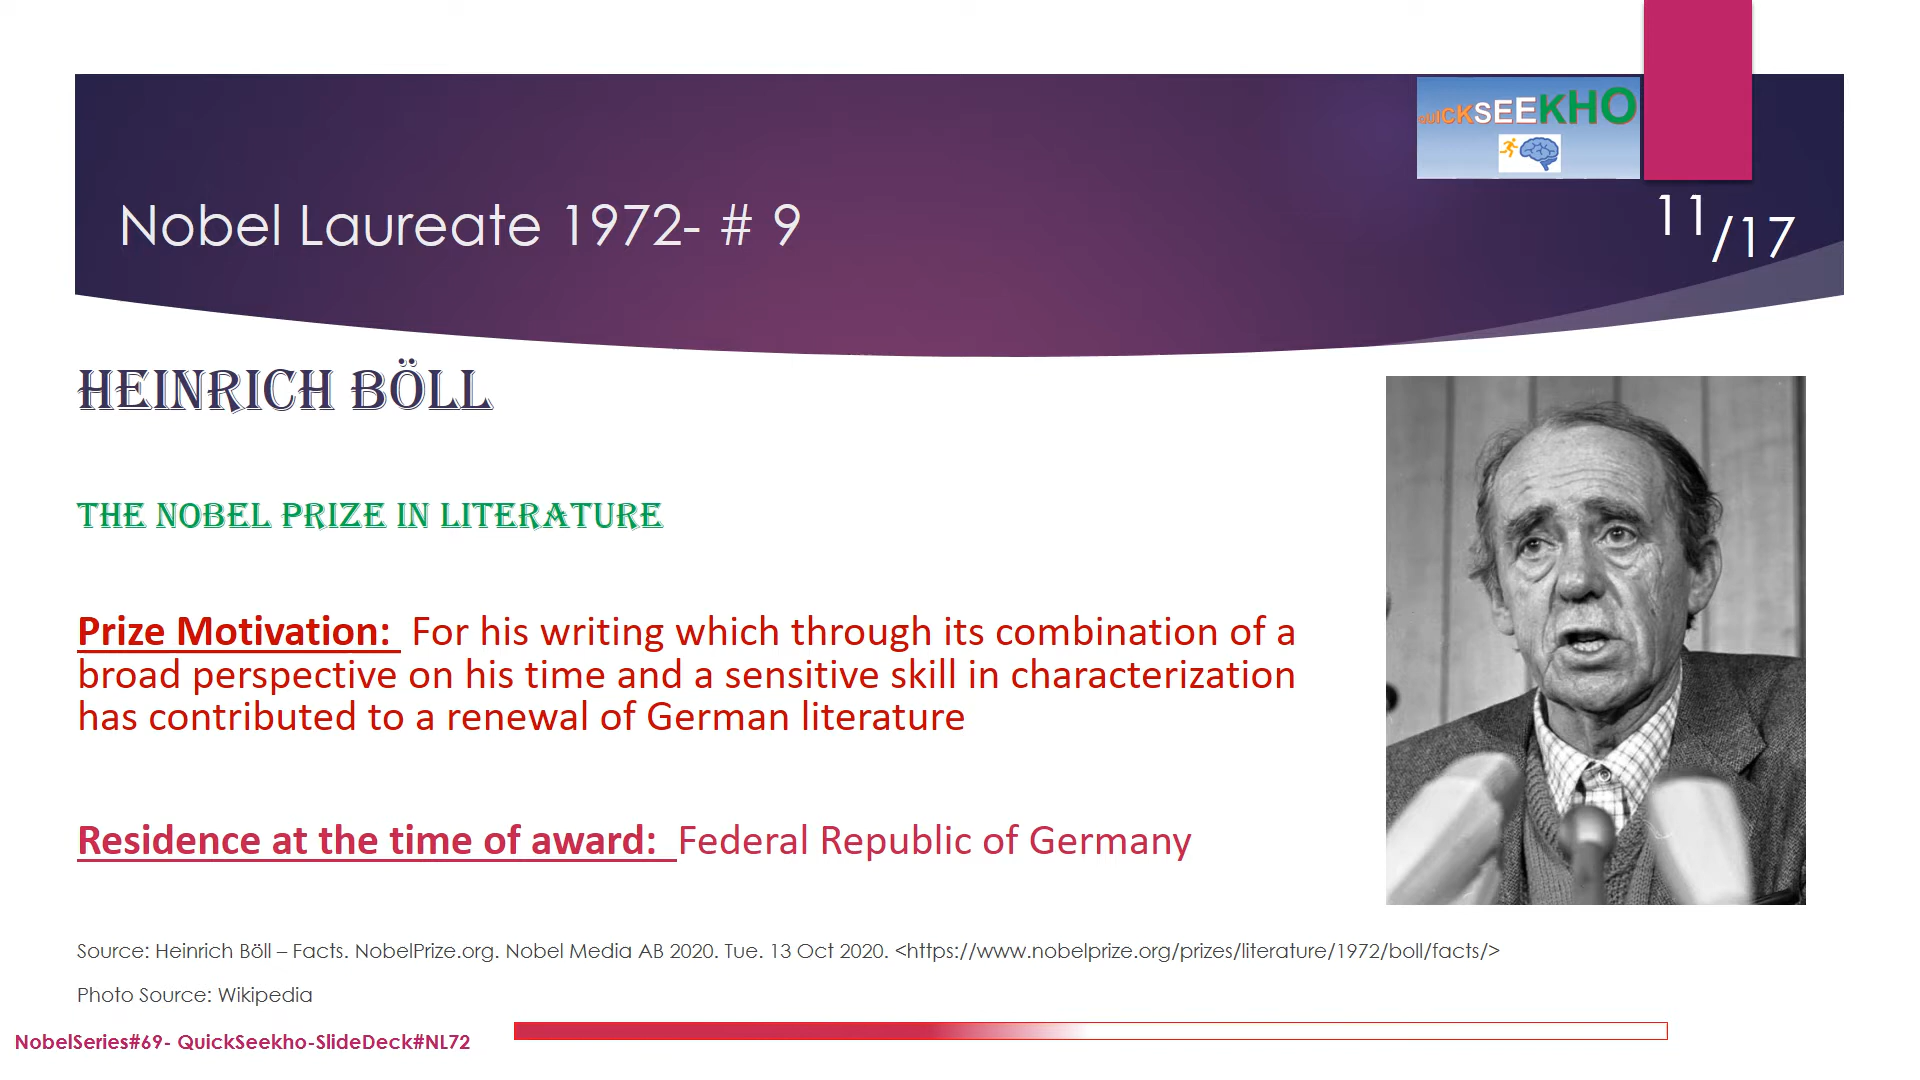 QUICKSEEKHO
Nobel Laureate 1972- # 9
11/17
HEINRICH BÖLL
THE NOBEL PRIZE IN LITERATURE
Prize Motivation: For his writing which through its combination of a
broad perspective on his time and a sensitive skill in characterization
has contributed to a renewal of German literature
Residence at the time of award: Federal Republic of Germany
Source: Heinrich Böll – Facts. NobelPrize.org. Nobel Media AB 2020. Tue. 13 Oct 2020. <https://www.nobelprize.org/prizes/literature/1972/boll/facts/>
Photo Source: Wikipedia
NobelSeries#69- QuickSeekho-SlideDeck#NL72